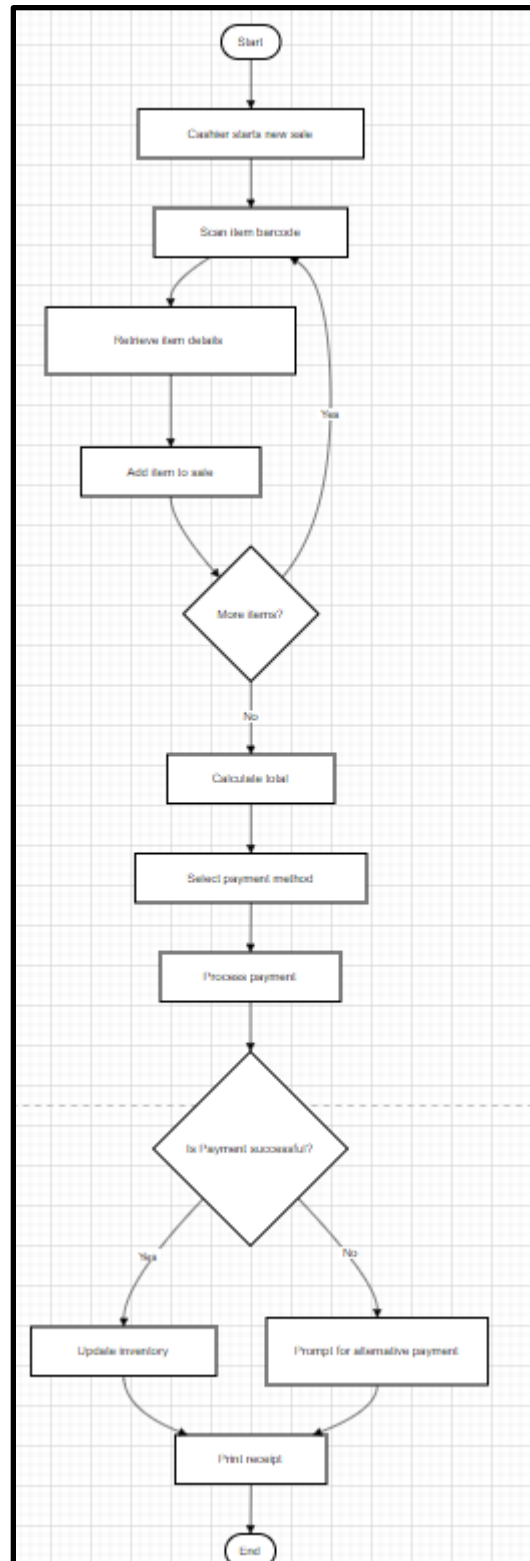 Start
Cashier starts new sale
Scan item barcode
Retrieve item details
Yes
Add item to sale
More items?
No
Calculate total
Select payment method
Process payment
Is Payment successful?
Yes
No
Update inventory
Prompt for alternative payment
Print receipt
End